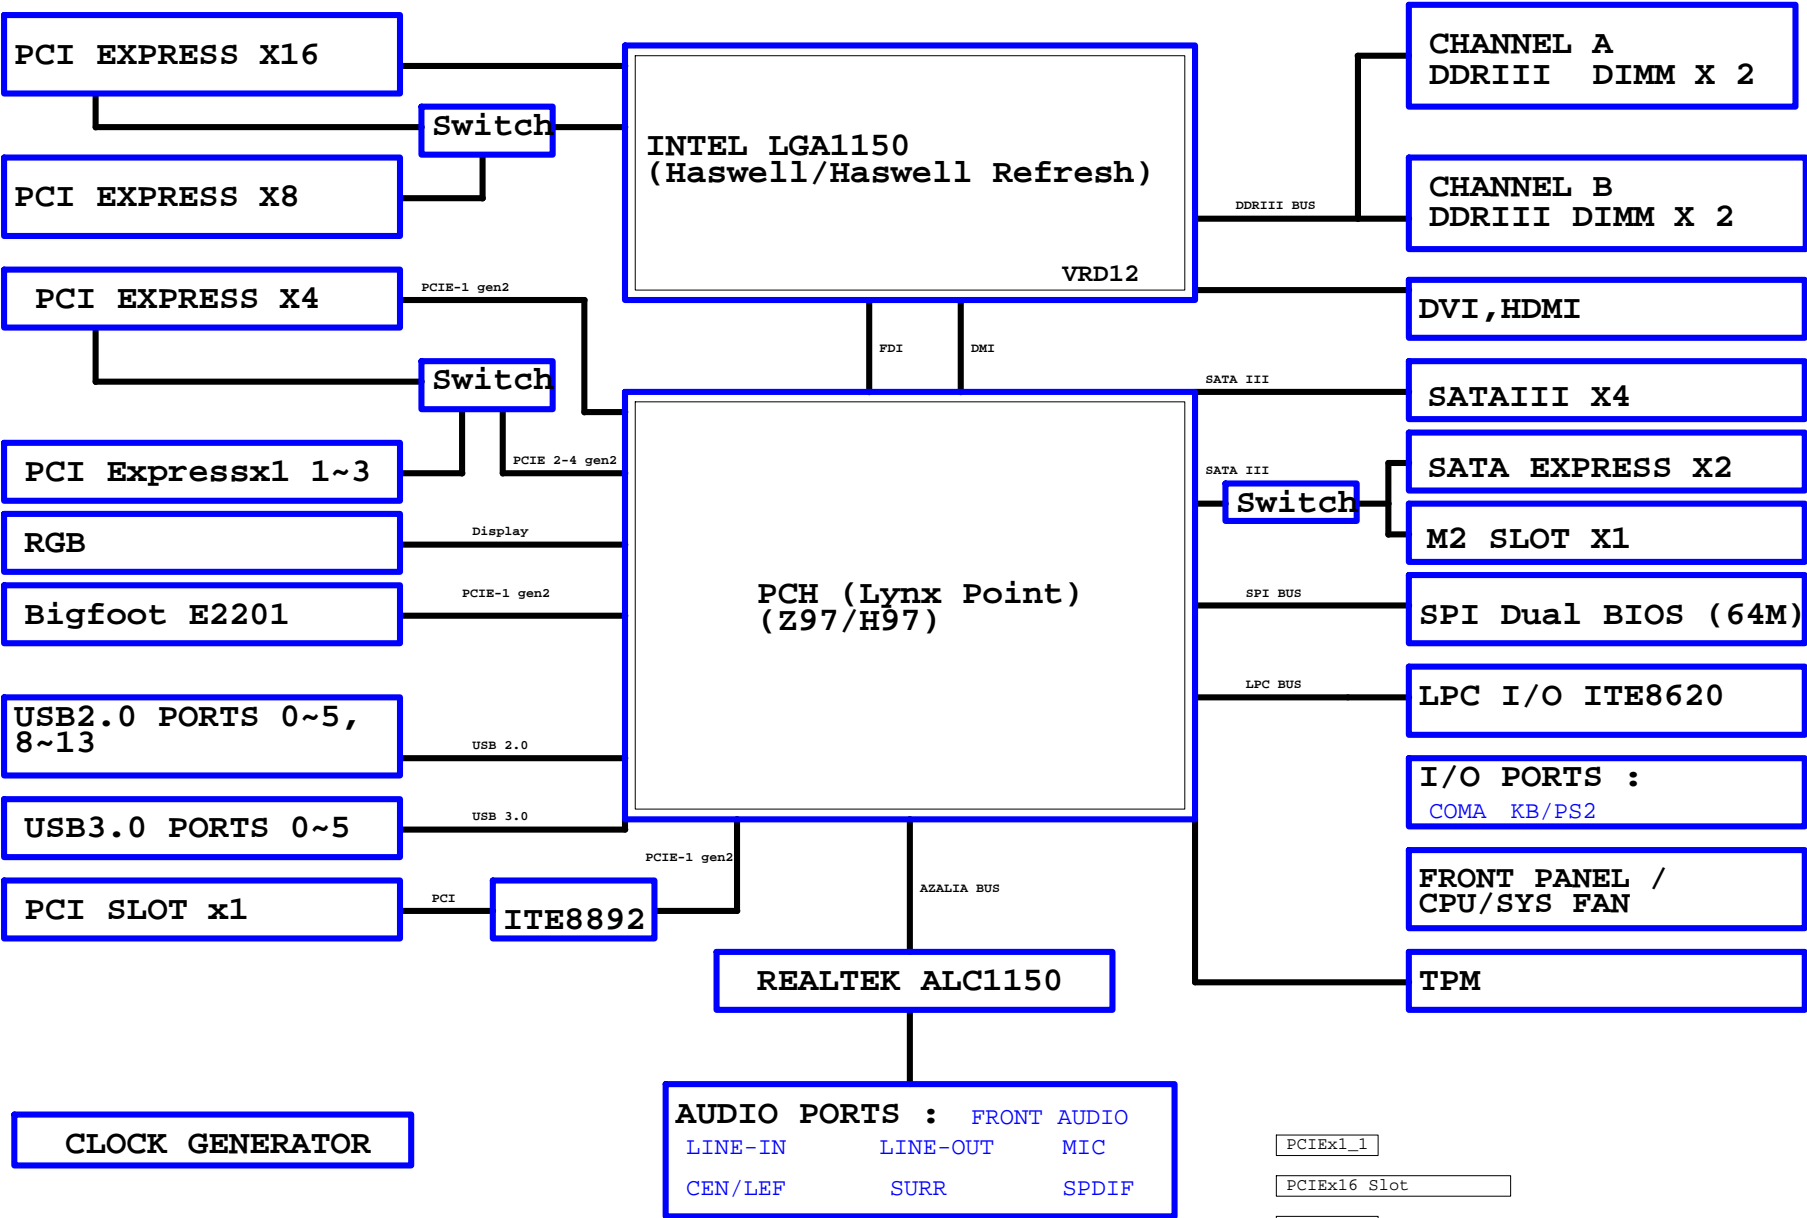 PCI EXPRESS X16
Switch
PCI EXPRESS X8
INTEL LGA1150
(Haswell/Haswell Refresh)
VRD12
CHANNEL A
DDRIII DIMM X 2
DDRIII BUS
CHANNEL B
DDRIII DIMM X 2
DVI,HDMI
PCI EXPRESS X4
PCIE-1 gen2
FDI
DMI
Switch
PCI Expressx1 1~3
PCIE 2-4 gen2
SATA III
SATAIII X4
SATA III
Switch
SATA EXPRESS X2
M2 SLOT X1
RGB
Display
Bigfoot E2201
PCIE-1 gen2
PCH (Lynx Point)
(Z97/H97)
SPI BUS
SPI Dual BIOS (64M)
LPC BUS
LPC I/O ITE8620
USB2.0 PORTS 0~5,
8~13
USB 2.0
USB3.0 PORTS 0~5
USB 3.0
I/O PORTS :
COMA KB/PS2
PCI SLOT x1
PCI
ITE8892
PCIE-1 gen2
AZALIA BUS
FRONT PANEL /
CPU/SYS FAN
REALTEK ALC1150
TPM
CLOCK GENERATOR
AUDIO PORTS : FRONT AUDIO
LINE-IN LINE-OUT MIC
CEN/LEF SURR SPDIF
PCIEx1_1
PCIEx16 Slot